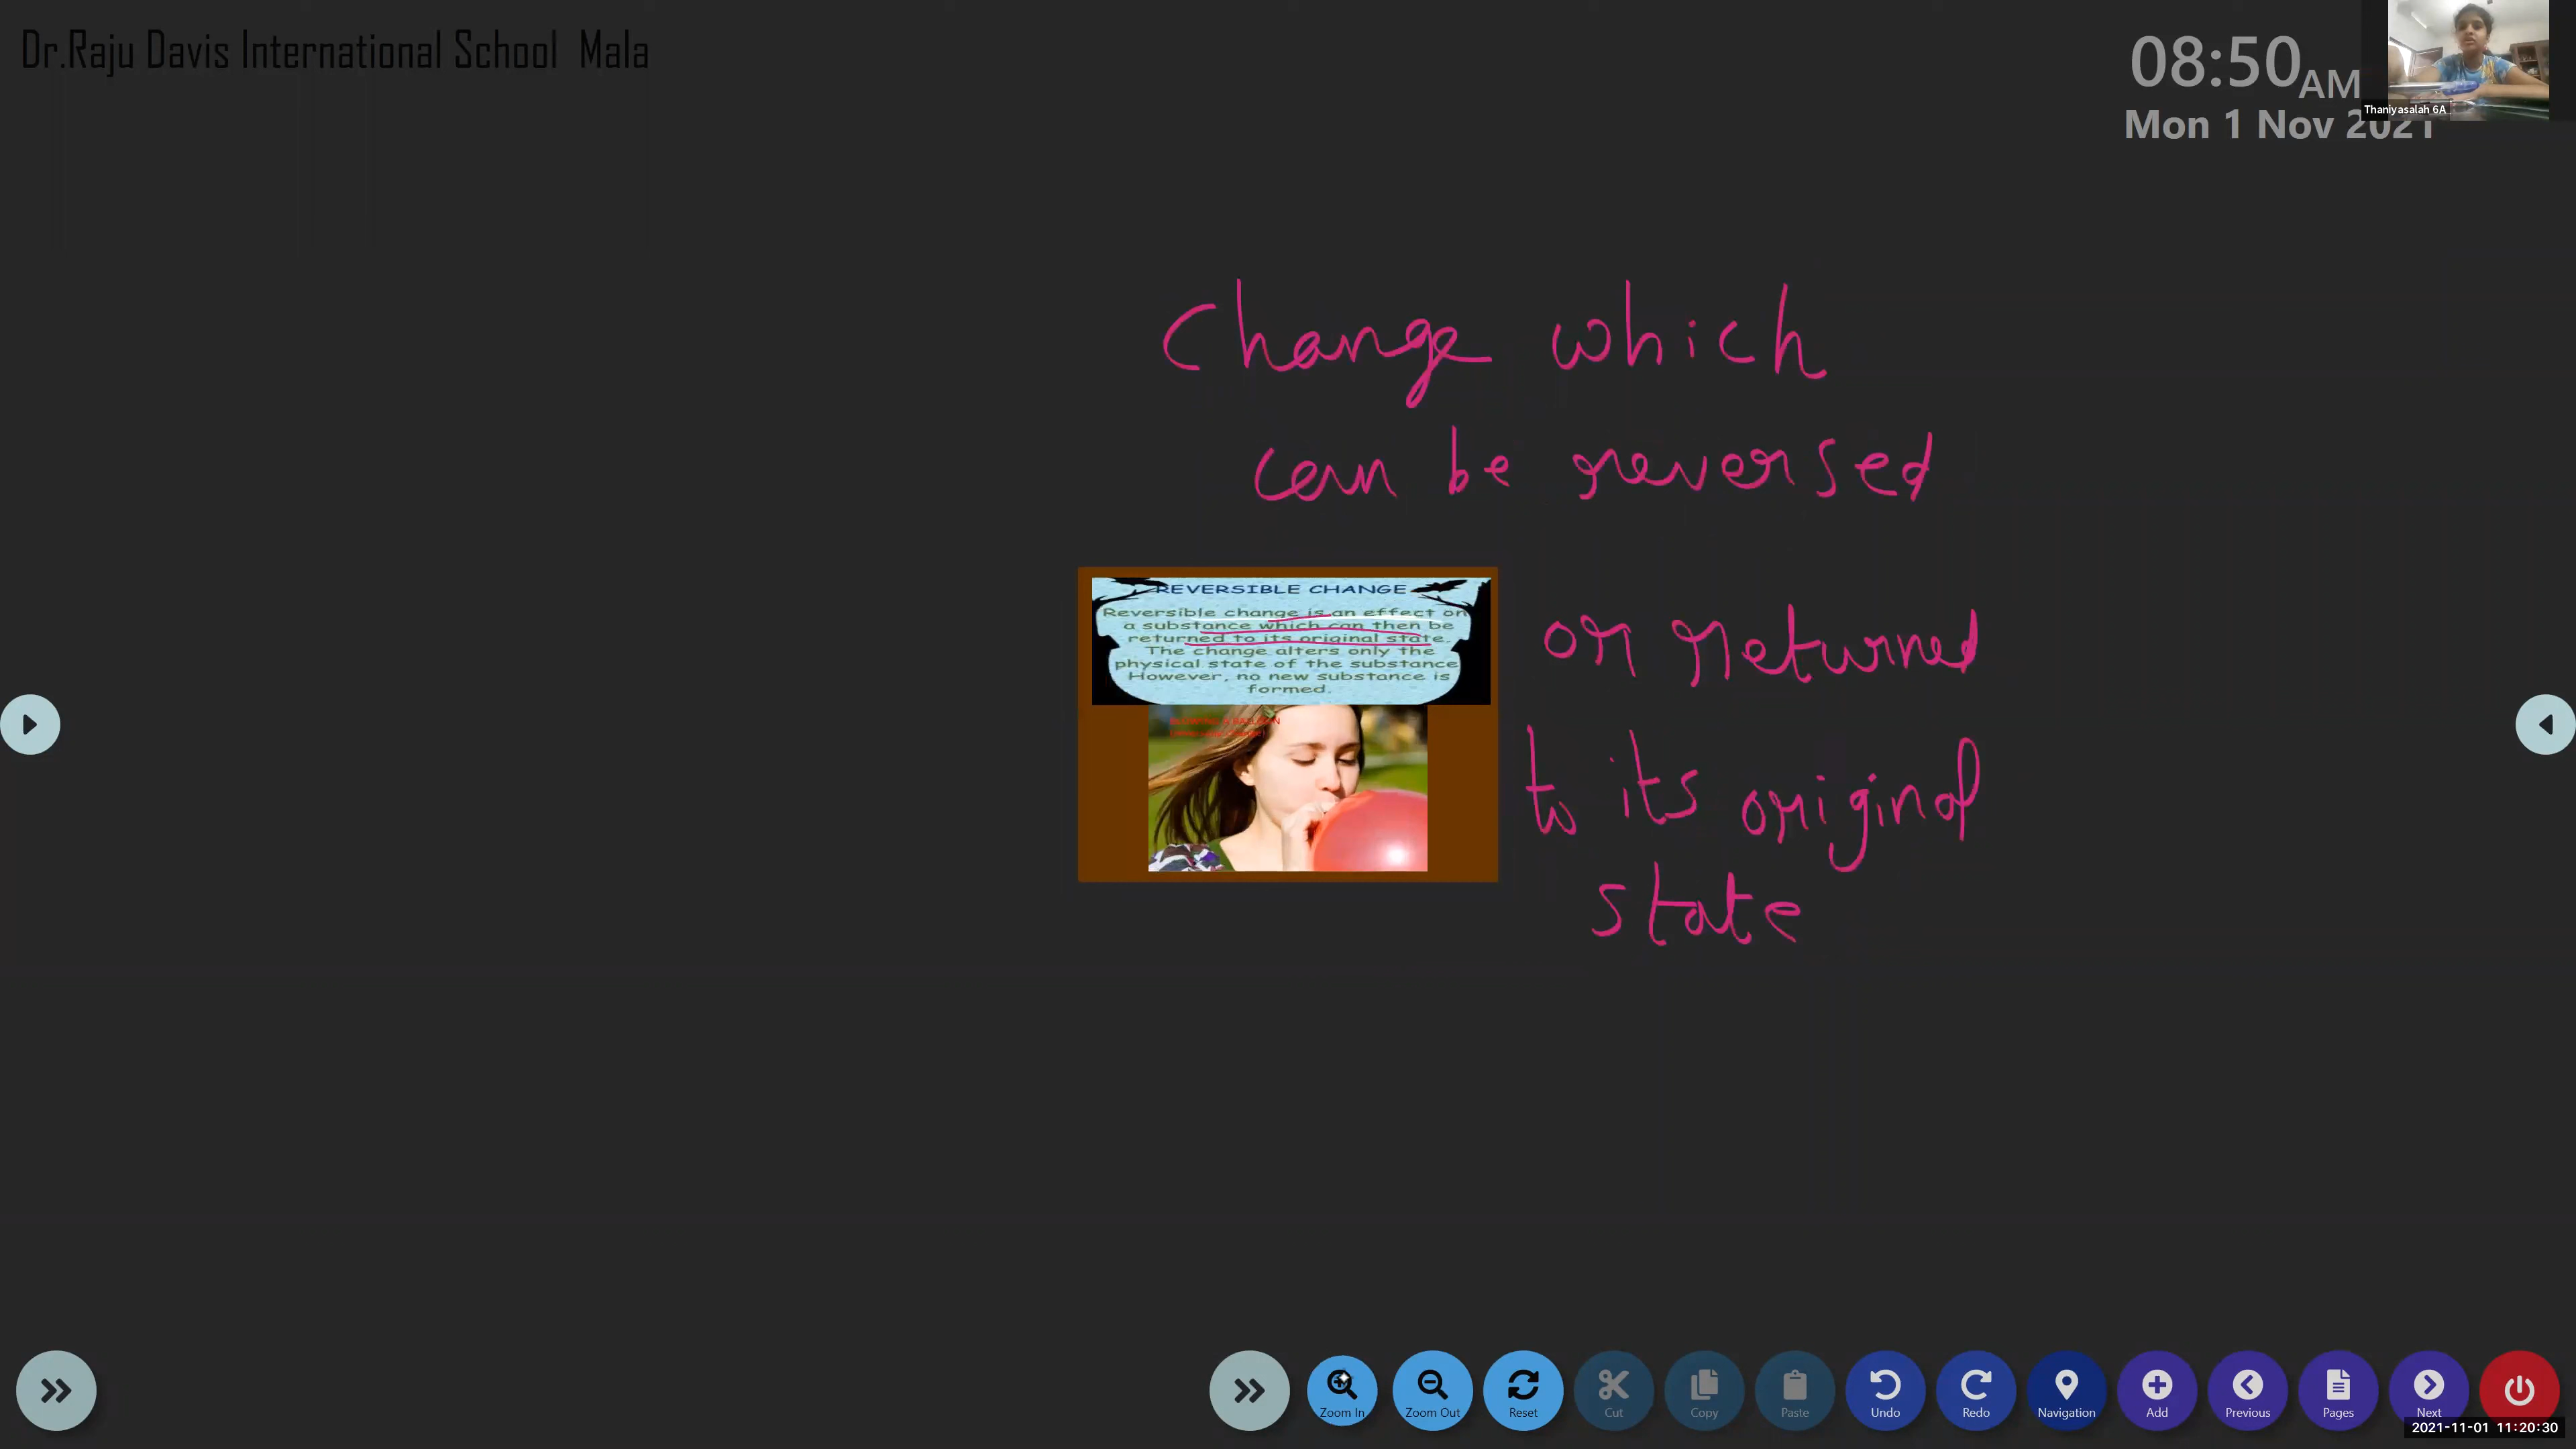 Dr.Raju Davis International School Mala
08:50 AM
Mon 1 Nov 2021
Thaniyasalah 6A
Change which
can be reversed
REVERSIBLE CHANGE
Reversible change is an effect on
a substance which can then be
returned to its original state.
The change alters only the
physical state of the substance
However, no new substance is
formed.
or returned
to its original
state
Zoom In
Zoom Out
Reset
Cut
Copy
Paste
Undo
Redo
Navigation
Add
Previous
Pages
Next
2021-11-01 11:20:30